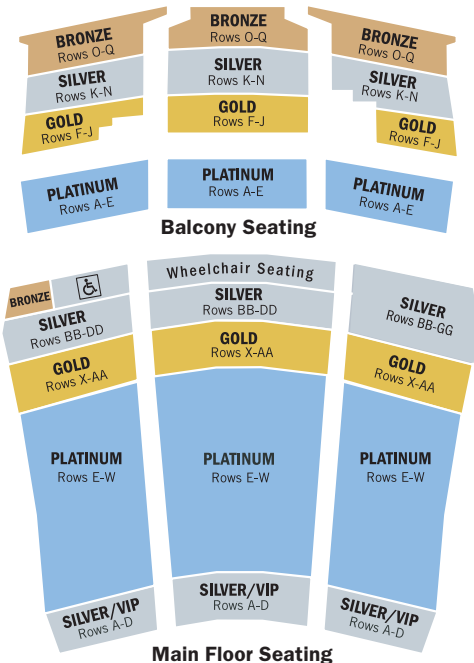 BRONZE
Rows O-Q
BRONZE
Rows O-Q
BRONZE
Rows O-Q
SILVER
Rows K-N
SILVER
Rows K-N
SILVER
Rows K-N
GOLD
Rows F-J
GOLD
Rows F-J
GOLD
Rows F-J
PLATINUM
Rows A-E
PLATINUM
Rows A-E
PLATINUM
Rows A-E
Balcony Seating
BRONZE
Wheelchair Seating
SILVER
Rows BB-DD
SILVER
Rows BB-DD
SILVER
Rows BB-GG
GOLD
Rows X-AA
GOLD
Rows X-AA
GOLD
Rows X-AA
PLATINUM
Rows E-W
PLATINUM
Rows E-W
PLATINUM
Rows E-W
SILVER/VIP
Rows A-D
SILVER/VIP
Rows A-D
SILVER/VIP
Rows A-D
Main Floor Seating